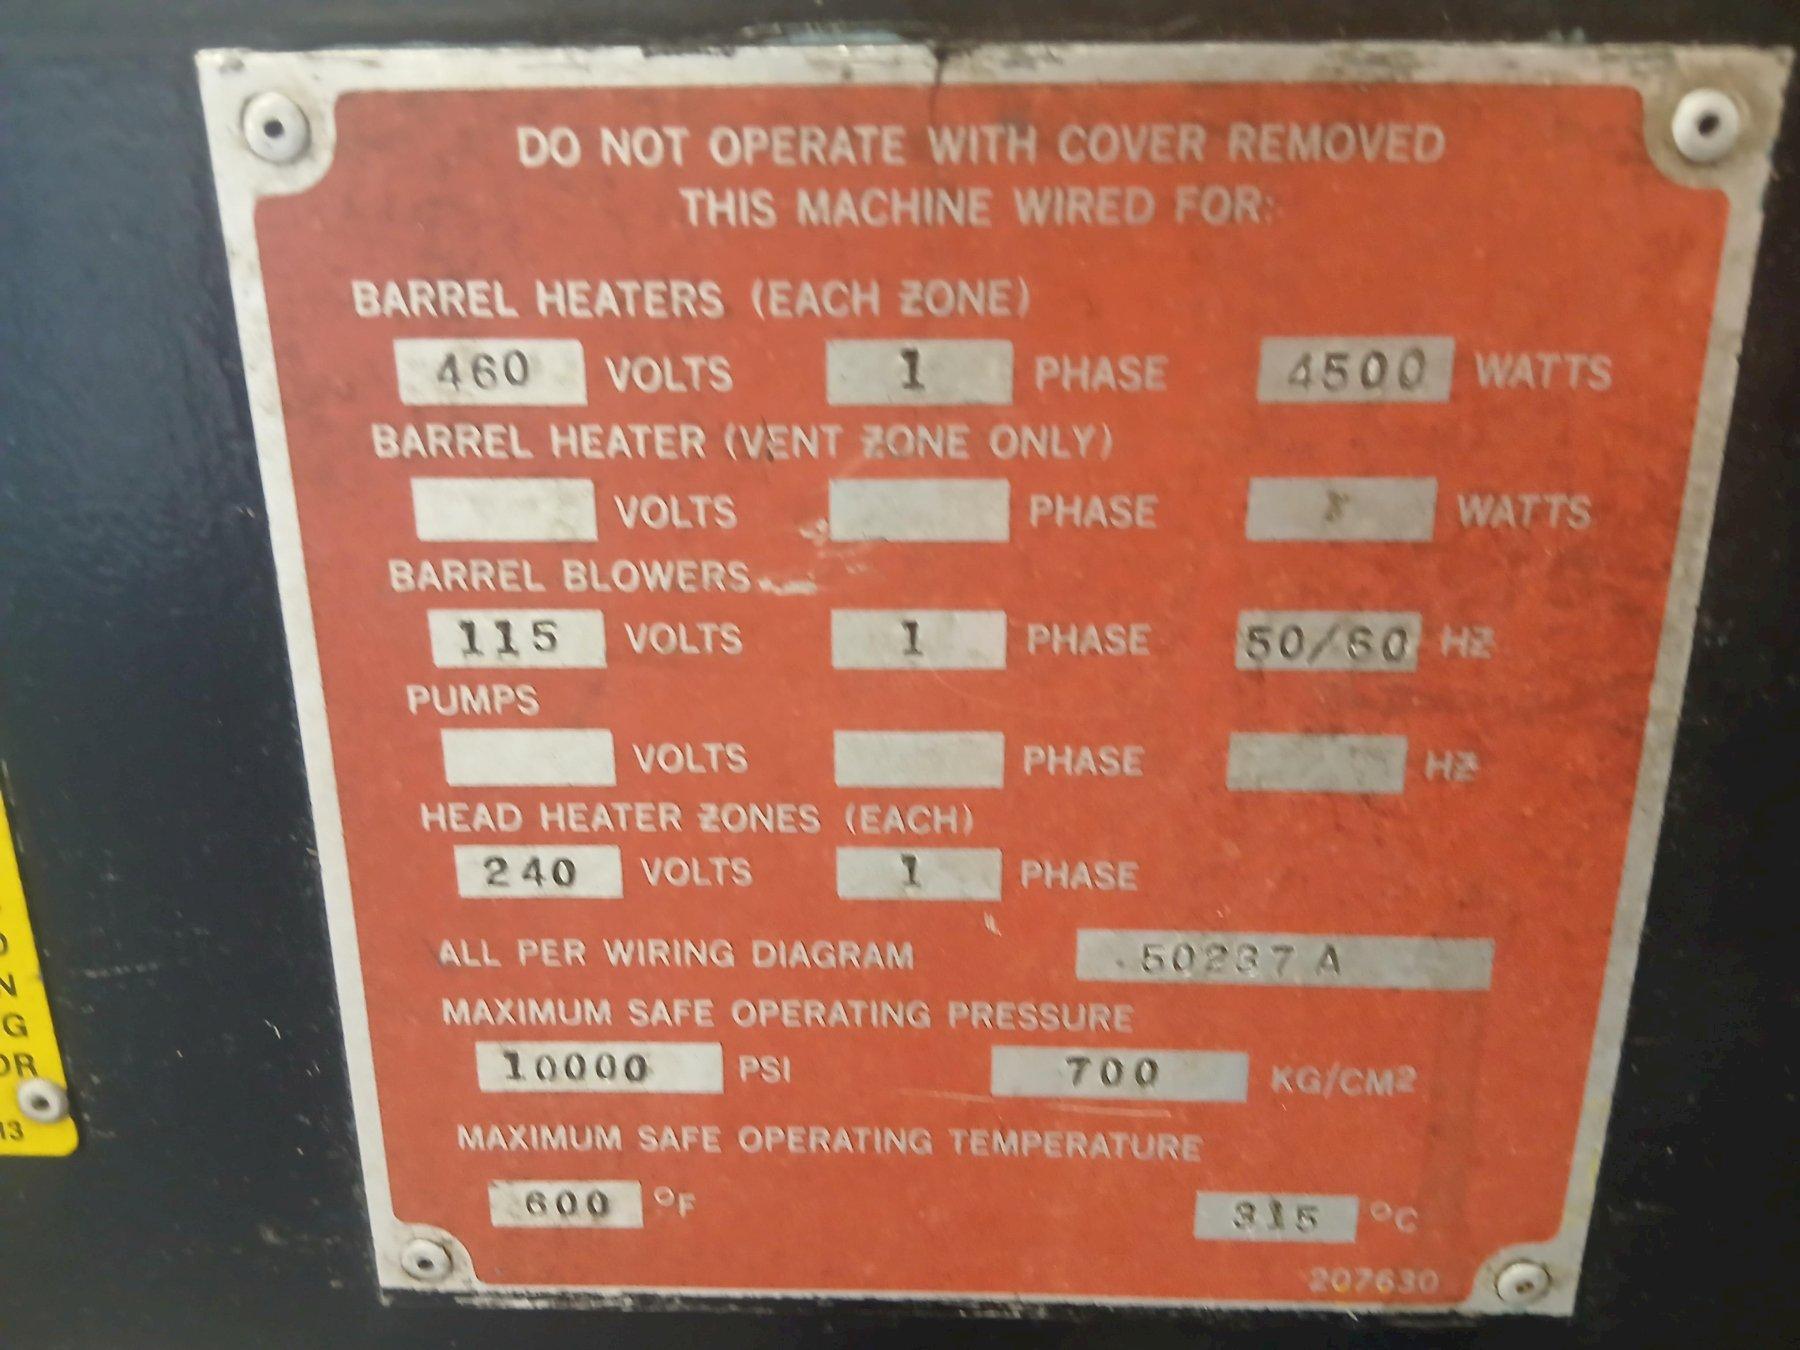 DO NOT OPERATE WITH COVER REMOVED
THIS MACHINE WIRED FOR:
BARREL HEATERS (EACH ZONE)
460 VOLTS 1 PHASE 4500 WATTS
BARREL HEATER (VENT ZONE ONLY)
VOLTS PHASE WATTS
BARREL BLOWERS
115 VOLTS 1 PHASE 50/60 HZ
PUMPS
VOLTS PHASE HZ
HEAD HEATER ZONES (EACH)
240 VOLTS 1 PHASE
ALL PER WIRING DIAGRAM 50237 A
MAXIMUM SAFE OPERATING PRESSURE
10000 PSI 700 KG/CM2
MAXIMUM SAFE OPERATING TEMPERATURE
600 °F 315 °C
207630